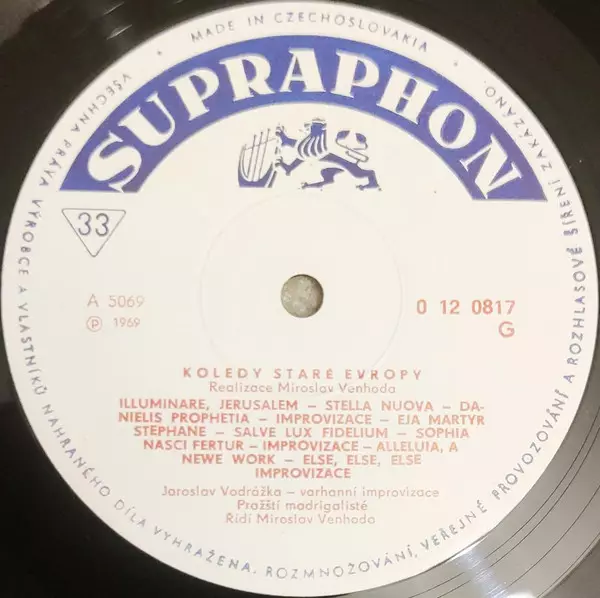 * MADE IN CZECHOSLOVAKIA *
SUPRAPHON
33
A 5069
℗ 1969
0 12 0817
G
KOLEDY STARÉ EVROPY
Realizace Miroslav Venhoda
ILLUMINARE, JERUSALEM – STELLA NUOVA – DA-
NIELIS PROPHETIA – IMPROVIZACE – EJA MARTYR
STEPHANE – SALVE LUX FIDELIUM – SOPHIA
NASCI FERTUR – IMPROVIZACE – ALLELUIA, A
NEWE WORK – ELSE, ELSE, ELSE
IMPROVIZACE
Jaroslav Vodrážka – varhanní improvizace
Pražští madrigalisté
Řídí Miroslav Venhoda
VŠECHNA PRÁVA VÝROBCE A VLASTNÍKŮ NAHRANÉHO DÍLA VYHRAŽENA. ROZMNOŽOVÁNÍ, VEŘEJNÉ PROVOZOVÁNÍ A ROZHLASOVÉ ŠÍŘENÍ ZAKÁZÁNO.